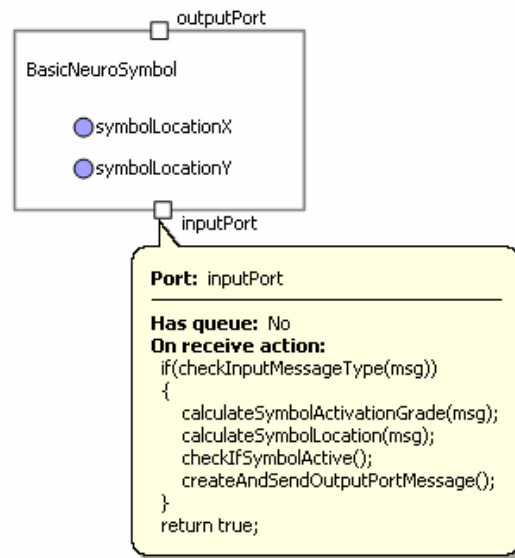 outputPort
BasicNeuroSymbol
symbolLocationX
symbolLocationY
inputPort
Port: inputPort
Has queue: No
On receive action:
if(checkInputMessageType(msg))
{
calculateSymbolActivationGrade(msg);
calculateSymbolLocation(msg);
checkIfSymbolActive();
createAndSendOutputPortMessage();
}
return true;